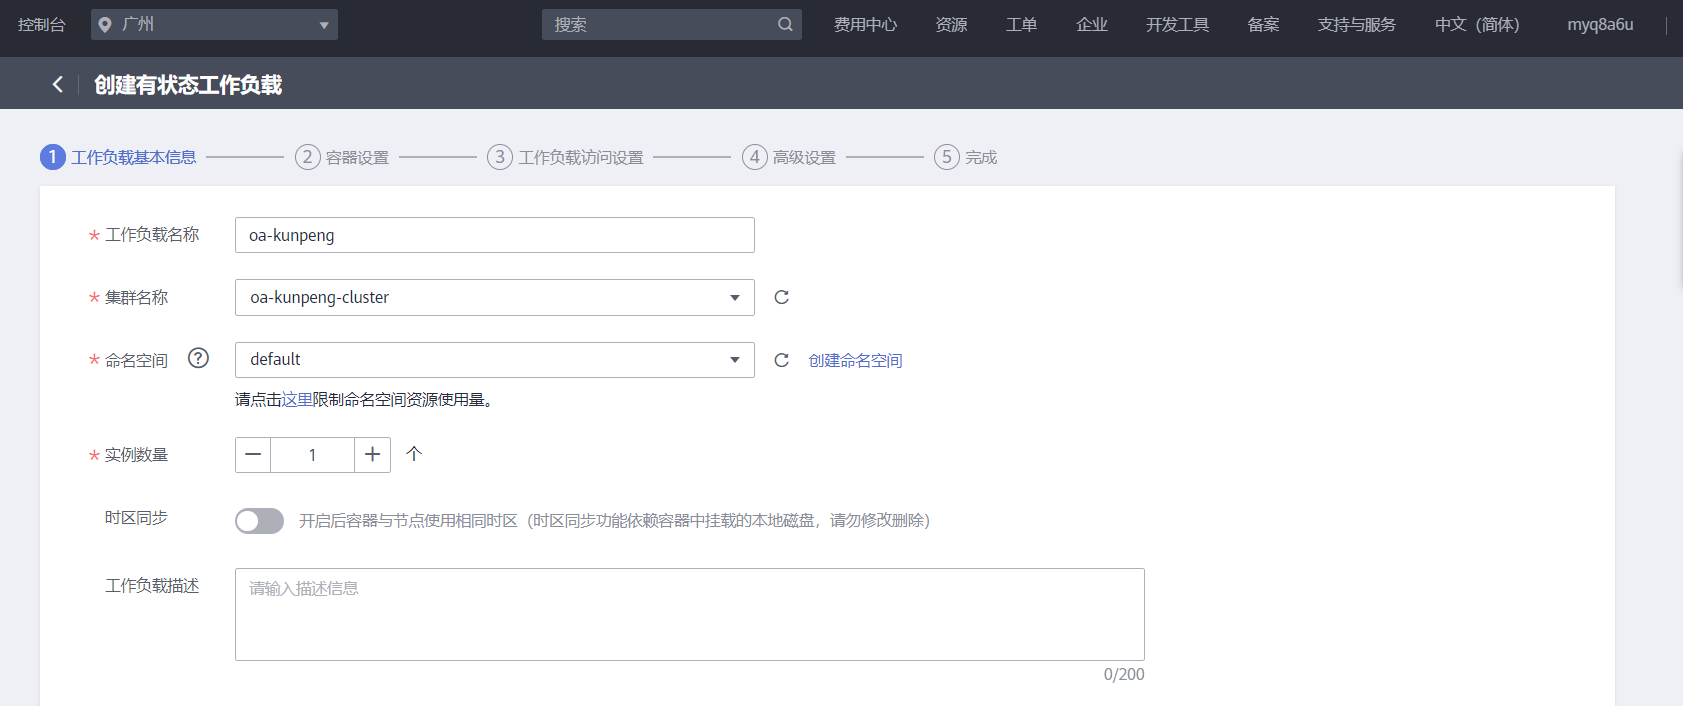 控制台 广州 搜索 费用中心 资源 工单 企业 开发工具 备案 支持与服务 中文（简体） myq8a6u
创建有状态工作负载
1 工作负载基本信息 2 容器设置 3 工作负载访问设置 4 高级设置 5 完成
* 工作负载名称 oa-kunpeng
* 集群名称 oa-kunpeng-cluster
* 命名空间 ? default 创建命名空间
请点击这里限制命名空间资源使用量。
* 实例数量 — 1 + 个
时区同步 开启后容器与节点使用相同时区（时区同步功能依赖容器中挂载的本地磁盘，请勿修改删除）
工作负载描述 请输入描述信息
0/200